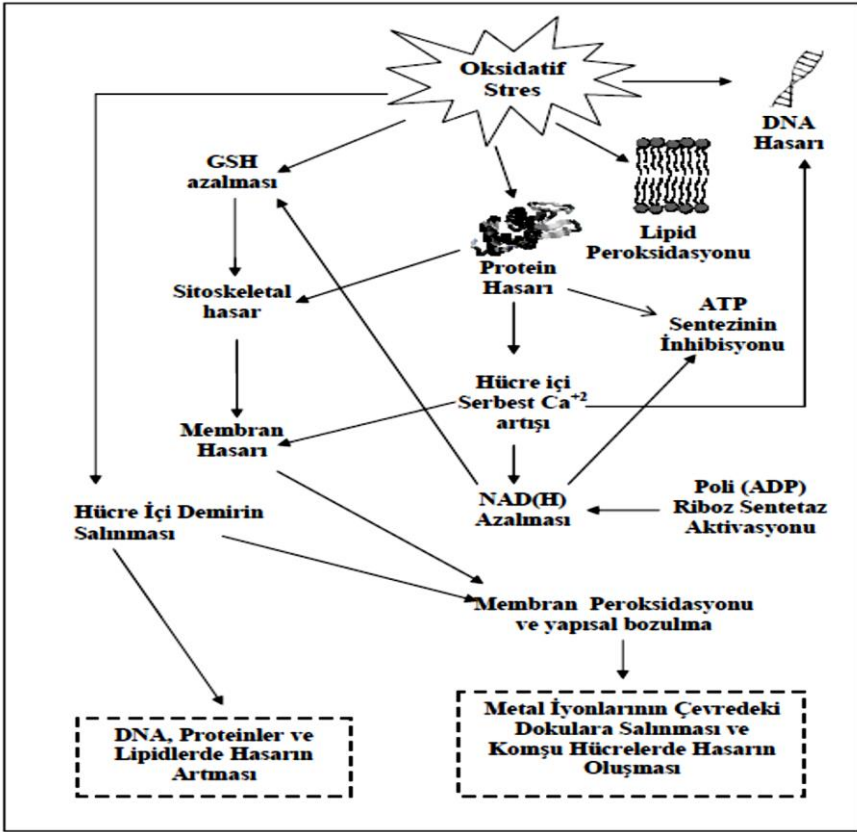 Oksidatif
Stres
DNA
Hasarı
GSH
azalması
Lipid
Peroksidasyonu
Protein
Hasarı
Sitoskeletal
hasar
ATP
Sentezinin
İnhibisyonu
Hücre içi
Serbest Ca⁺²
artışı
Membran
Hasarı
NAD(H)
Azalması
Poli (ADP)
Riboz Sentetaz
Aktivasyonu
Hücre İçi Demirin
Salınması
Membran Peroksidasyonu
ve yapısal bozulma
DNA, Proteinler ve
Lipidlerde Hasarın
Artması
Metal İyonlarının Çevredeki
Dokulara Salınması ve
Komşu Hücrelerde Hasarın
Oluşması